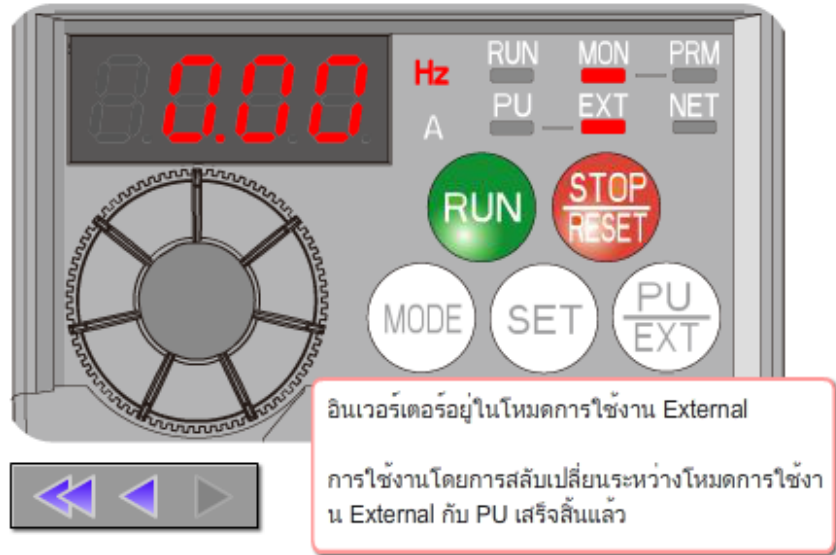 0.00
Hz
RUN MON PRM
A
PU EXT NET
RUN
STOP
RESET
MODE
SET
PU
EXT
อินเวอร์เตอร์อยู่ในโหมดการใช้งาน External
การใช้งานโดยการสลับเปลี่ยนระหว่างโหมดการใช้งา
น External กับ PU เสร็จสิ้นแล้ว